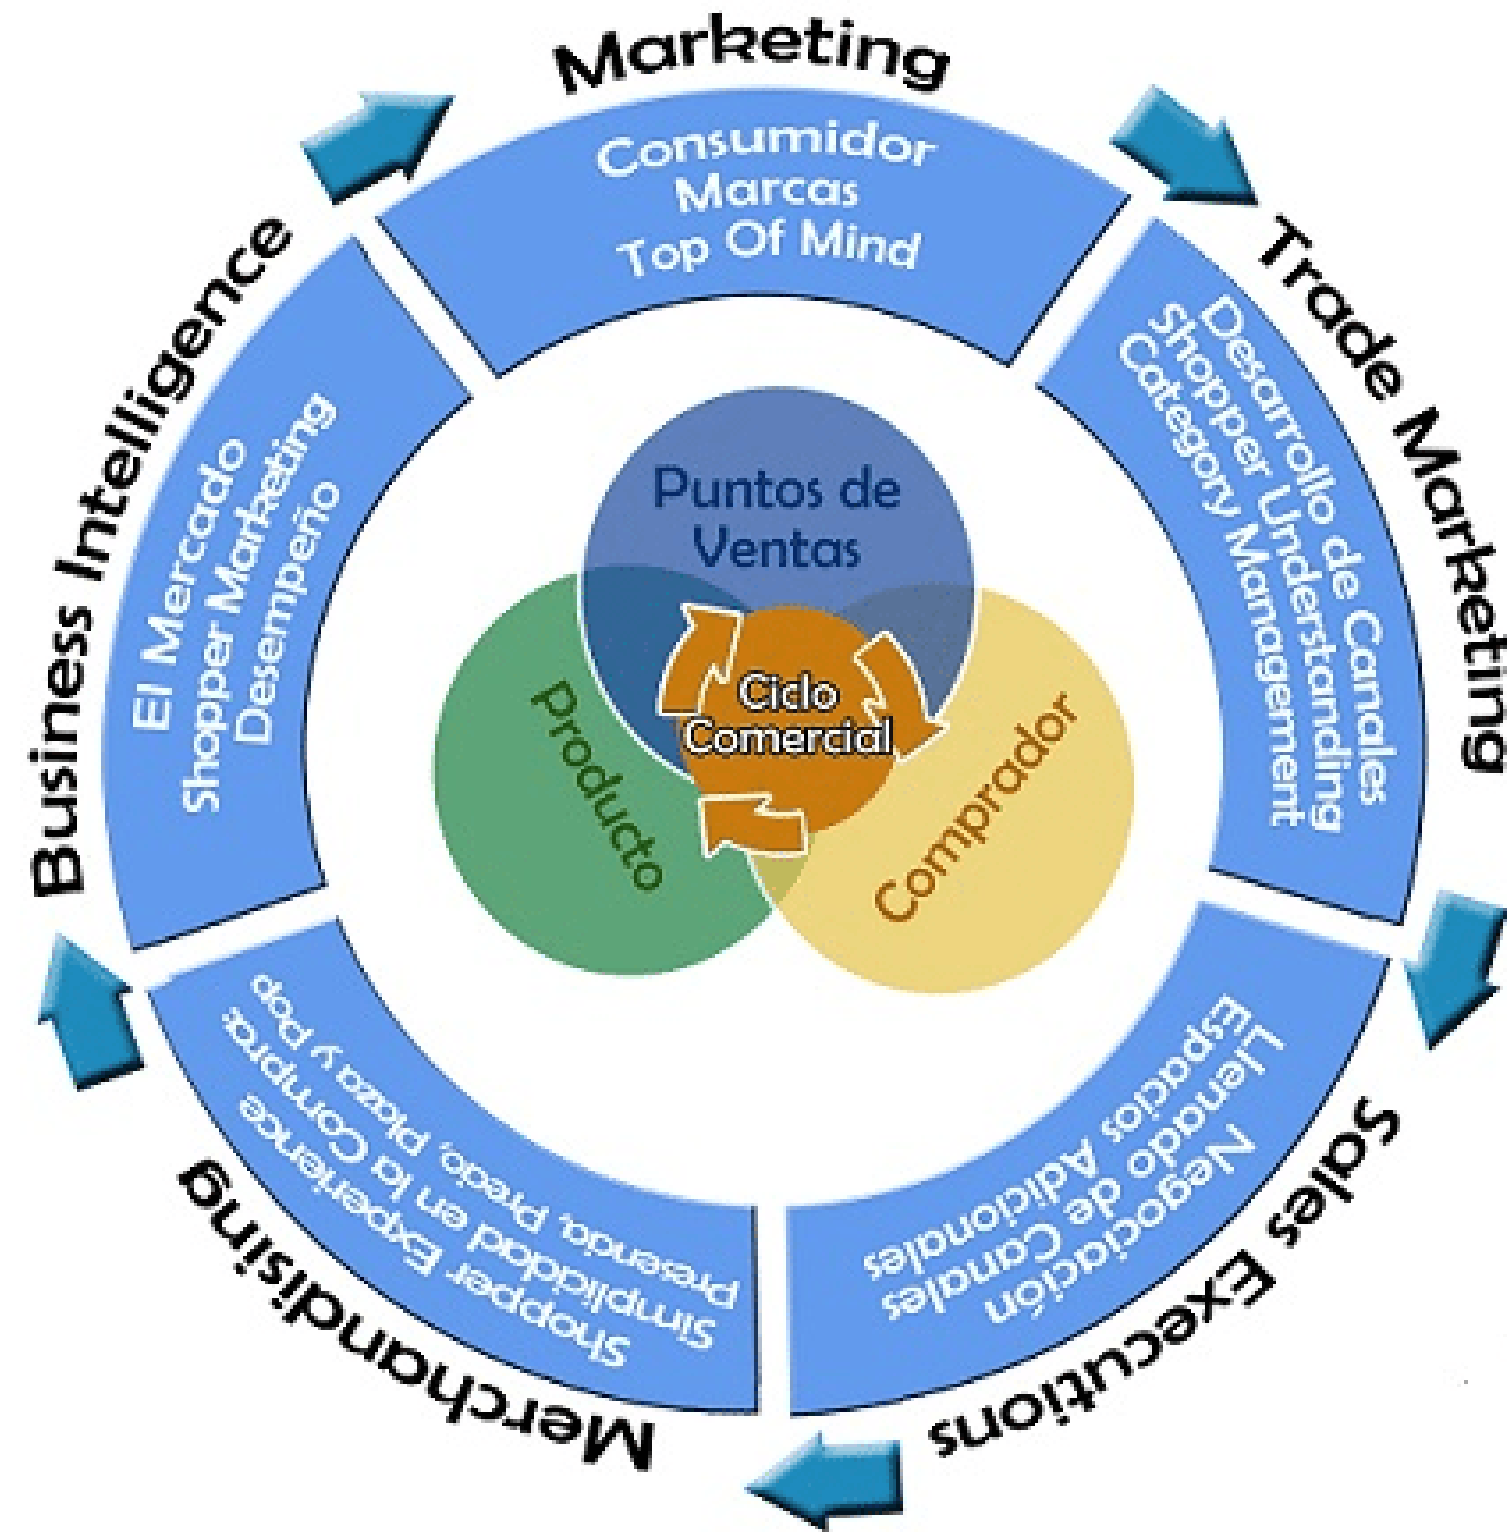 Marketing
Consumidor
Marcas
Top Of Mind
Trade Marketing
Desarrollo de Canales
Shopper Understanding
Category Management
Sales Executions
Negociación
Llenado de Canales
Espacios Adicionales
Merchandising
Shopper Experience
Simplicidad en la Compra:
Presencia, Precio, Plaza y Pop
Business Intelligence
El Mercado
Shopper Marketing
Desempeño
Puntos de
Ventas
Producto
Comprador
Ciclo
Comercial